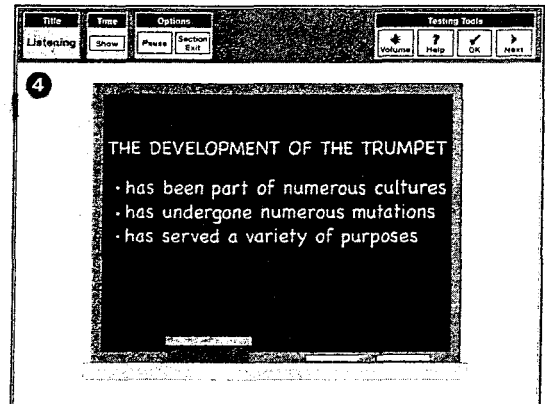 Title
Time
Options
Testing Tools
Listening
Show
Pause
Section Exit
Volume
? Help
OK
Next
4
THE DEVELOPMENT OF THE TRUMPET
· has been part of numerous cultures
· has undergone numerous mutations
· has served a variety of purposes